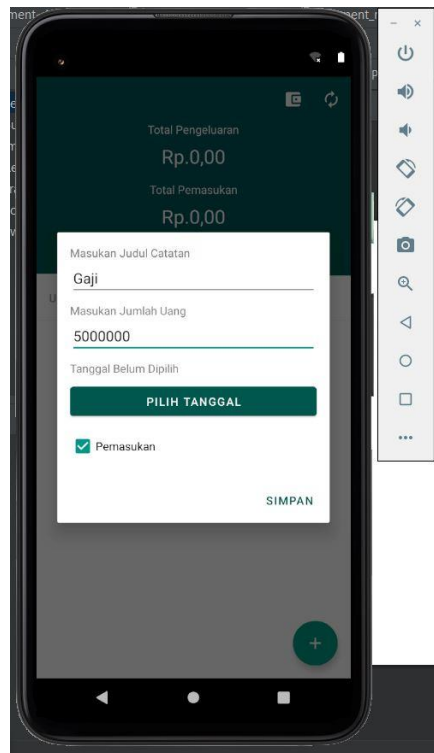 Total Pengeluaran
Rp.0,00
Total Pemasukan
Rp.0,00
Masukan Judul Catatan
Gaji
Masukan Jumlah Uang
5000000
Tanggal Belum Dipilih
PILIH TANGGAL
Pemasukan
SIMPAN